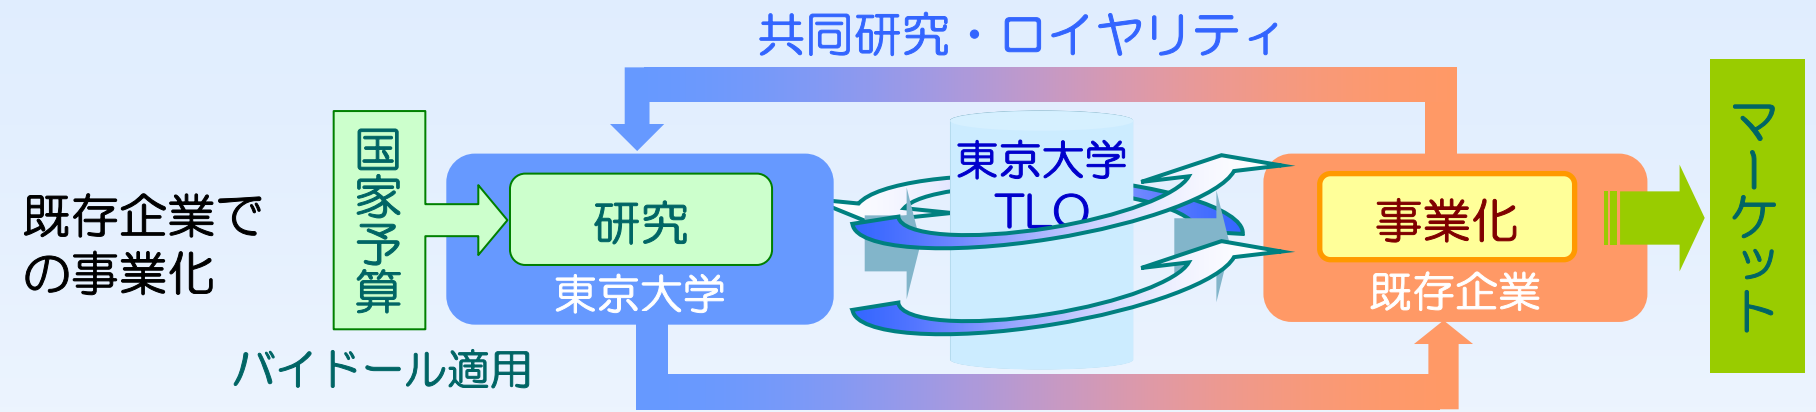 共同研究・ロイヤリティ
既存企業で
の事業化
国家予算
バイドール適用
研究
東京大学
東京大学
TLO
事業化
既存企業
マーケット